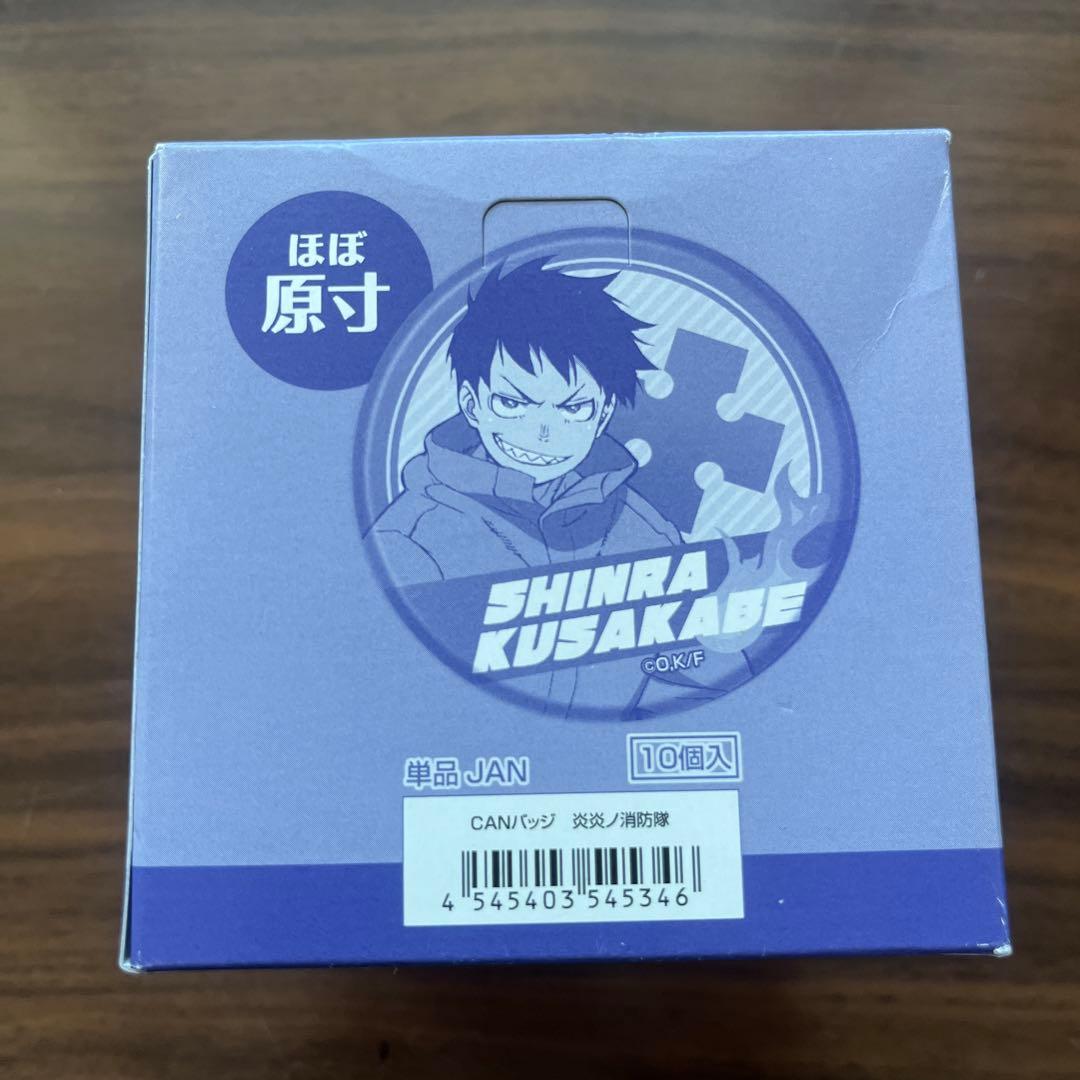 ほぼ
原寸
SHINRA
KUSAKABE
©O,K/F
単品 JAN
10個入
CANバッジ 炎炎ノ消防隊
4 545403 545346